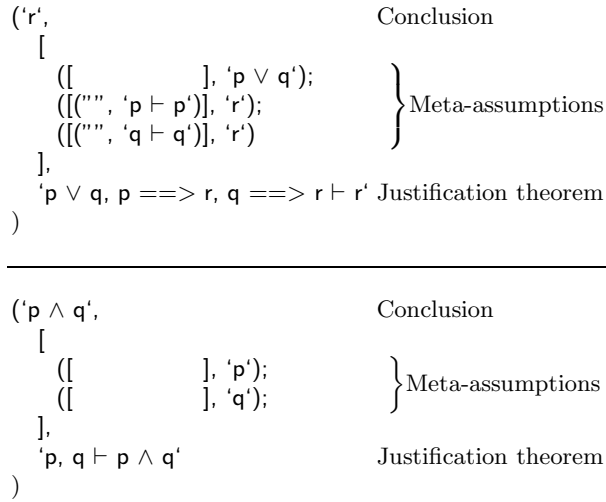 (‘r‘, Conclusion
[
([ ], ‘p ∨ q‘);
([("", ‘p ⊢ p‘)], ‘r‘); Meta-assumptions
([("", ‘q ⊢ q‘)], ‘r‘)
],
‘p ∨ q, p ==> r, q ==> r ⊢ r‘ Justification theorem
)
(‘p ∧ q‘, Conclusion
[
([ ], ‘p‘);
([ ], ‘q‘); Meta-assumptions
],
‘p, q ⊢ p ∧ q‘ Justification theorem
)